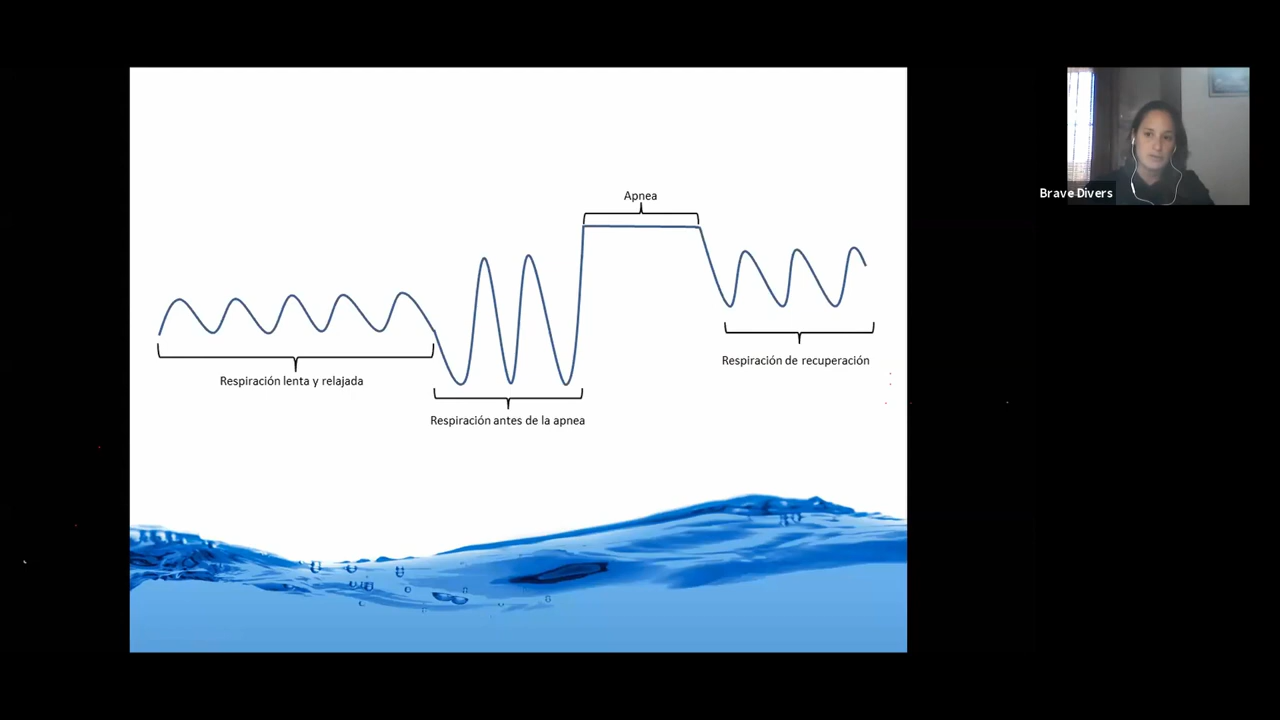 Apnea
Respiración lenta y relajada
Respiración antes de la apnea
Respiración de recuperación
Brave Divers